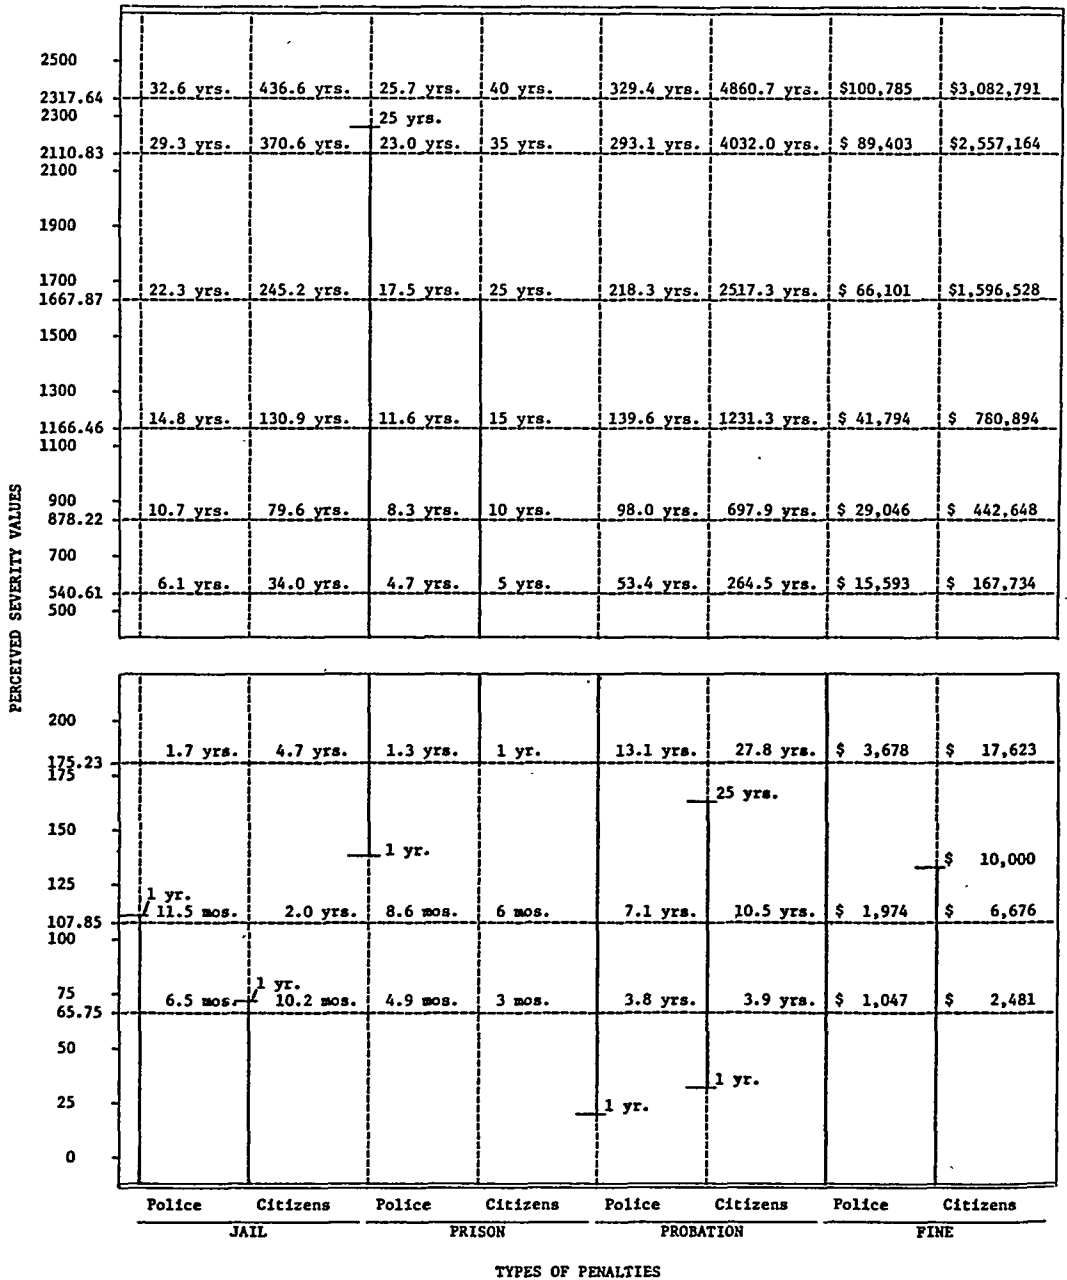 2500
32.6 yrs. 436.6 yrs. 25.7 yrs. 40 yrs. 329.4 yrs. 4860.7 yrs. $100,785 $3,082,791
2317.64
2300
25 yrs.
29.3 yrs. 370.6 yrs. 23.0 yrs. 35 yrs. 293.1 yrs. 4032.0 yrs. $ 89,403 $2,557,164
2110.83
2100
1900
1700
22.3 yrs. 245.2 yrs. 17.5 yrs. 25 yrs. 218.3 yrs. 2517.3 yrs. $ 66,101 $1,596,528
1667.87
1500
1300
14.8 yrs. 130.9 yrs. 11.6 yrs. 15 yrs. 139.6 yrs. 1231.3 yrs. $ 41,794 $ 780,894
1166.46
1100
900
10.7 yrs. 79.6 yrs. 8.3 yrs. 10 yrs. 98.0 yrs. 697.9 yrs. $ 29,046 $ 442,648
878.22
700
6.1 yrs. 34.0 yrs. 4.7 yrs. 5 yrs. 53.4 yrs. 264.5 yrs. $ 15,593 $ 167,734
540.61
500
PERCEIVED SEVERITY VALUES
200
1.7 yrs. 4.7 yrs. 1.3 yrs. 1 yr. 13.1 yrs. 27.8 yrs. $ 3,678 $ 17,623
175.23
175
25 yrs.
150
1 yr.
$ 10,000
125
1 yr.
11.5 mos. 2.0 yrs. 8.6 mos. 6 mos. 7.1 yrs. 10.5 yrs. $ 1,974 $ 6,676
107.85
100
1 yr.
75
6.5 mos. 10.2 mos. 4.9 mos. 3 mos. 3.8 yrs. 3.9 yrs. $ 1,047 $ 2,481
65.75
50
1 yr.
25
1 yr.
0
Police Citizens Police Citizens Police Citizens Police Citizens
JAIL PRISON PROBATION FINE
TYPES OF PENALTIES